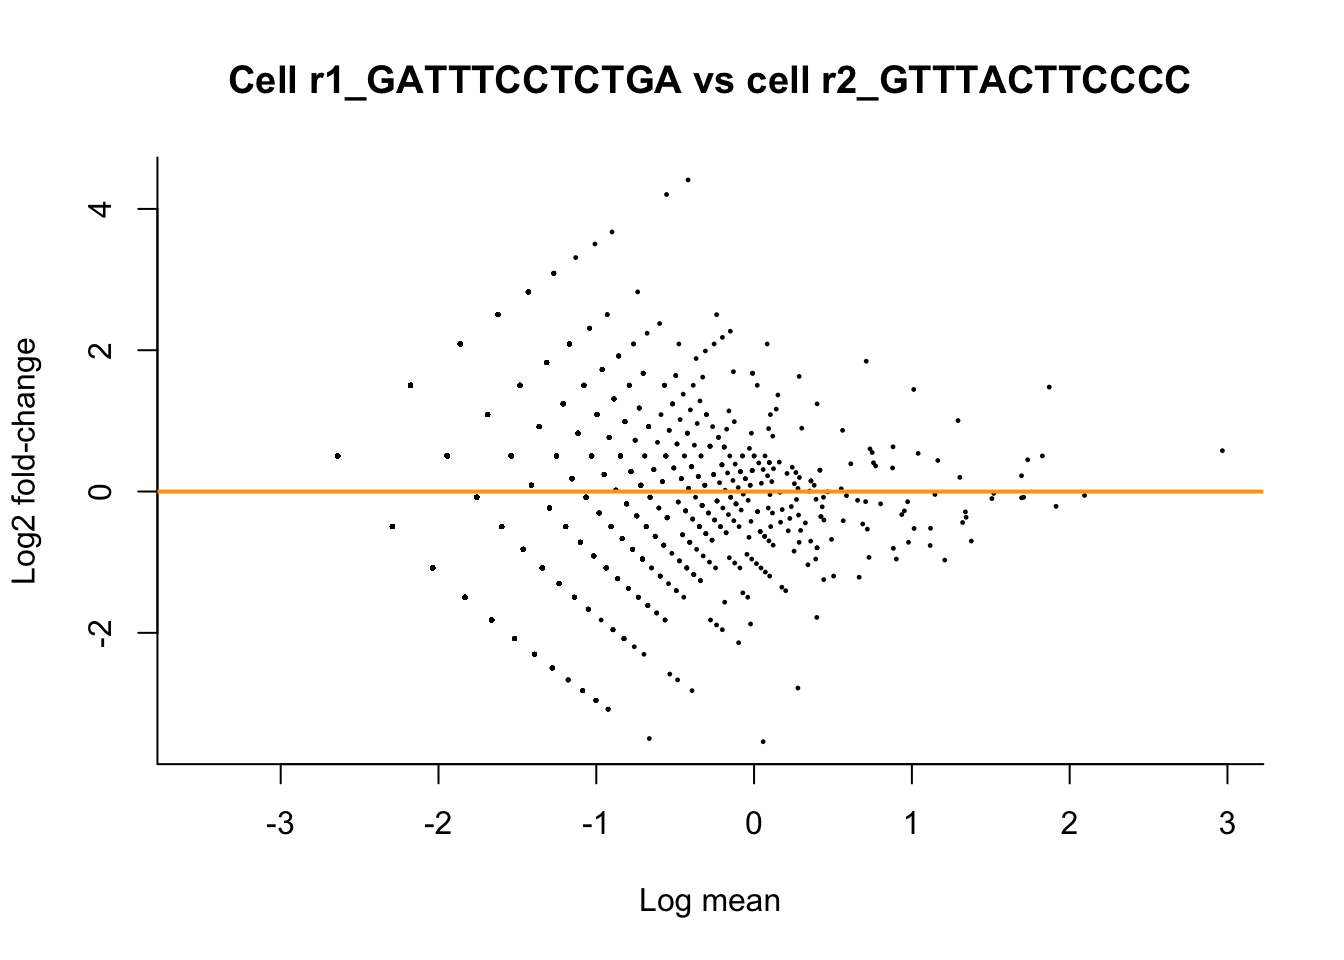 Cell r1_GATTTCCTCTGA vs cell r2_GTTTACTTCCCC
Log2 fold-change
4
2
0
-2
-3 -2 -1 0 1 2 3
Log mean